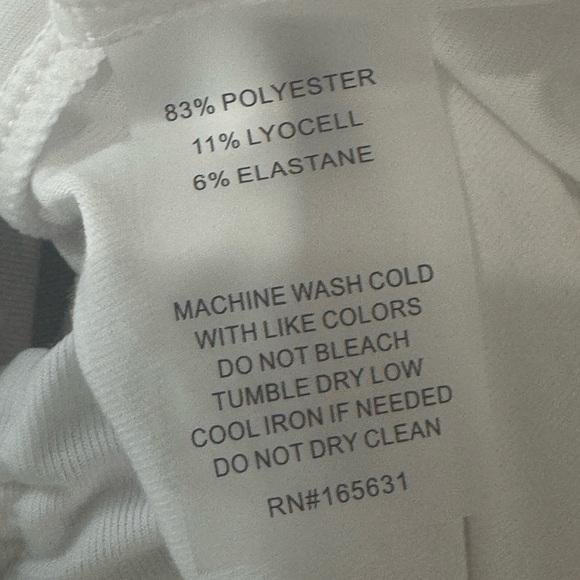 83% POLYESTER
11% LYOCELL
6% ELASTANE
MACHINE WASH COLD
WITH LIKE COLORS
DO NOT BLEACH
TUMBLE DRY LOW
COOL IRON IF NEEDED
DO NOT DRY CLEAN
RN#165631